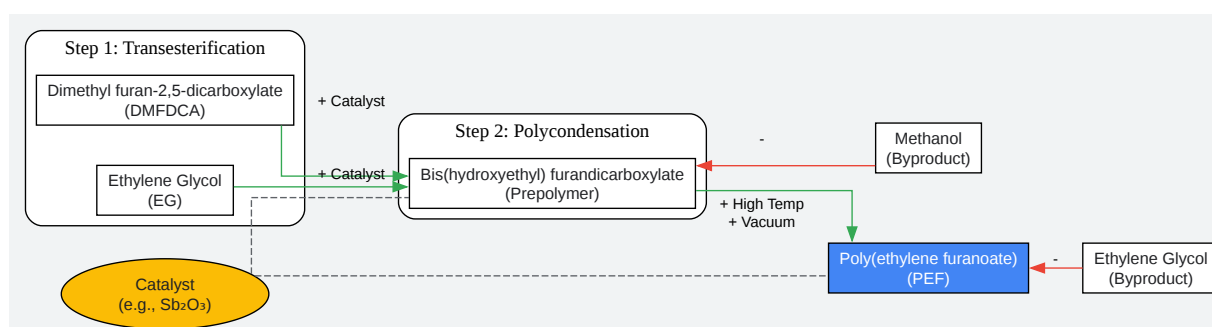 Step 1: Transesterification
Dimethyl furan-2,5-dicarboxylate
(DMFDCA)
+ Catalyst
Step 2: Polycondensation
-
Methanol
(Byproduct)
Ethylene Glycol
(EG)
+ Catalyst
Bis(hydroxyethyl) furandicarboxylate
(Prepolymer)
+ High Temp
+ Vacuum
Poly(ethylene furanoate)
(PEF)
-
Ethylene Glycol
(Byproduct)
Catalyst
(e.g., Sb₂O₃)